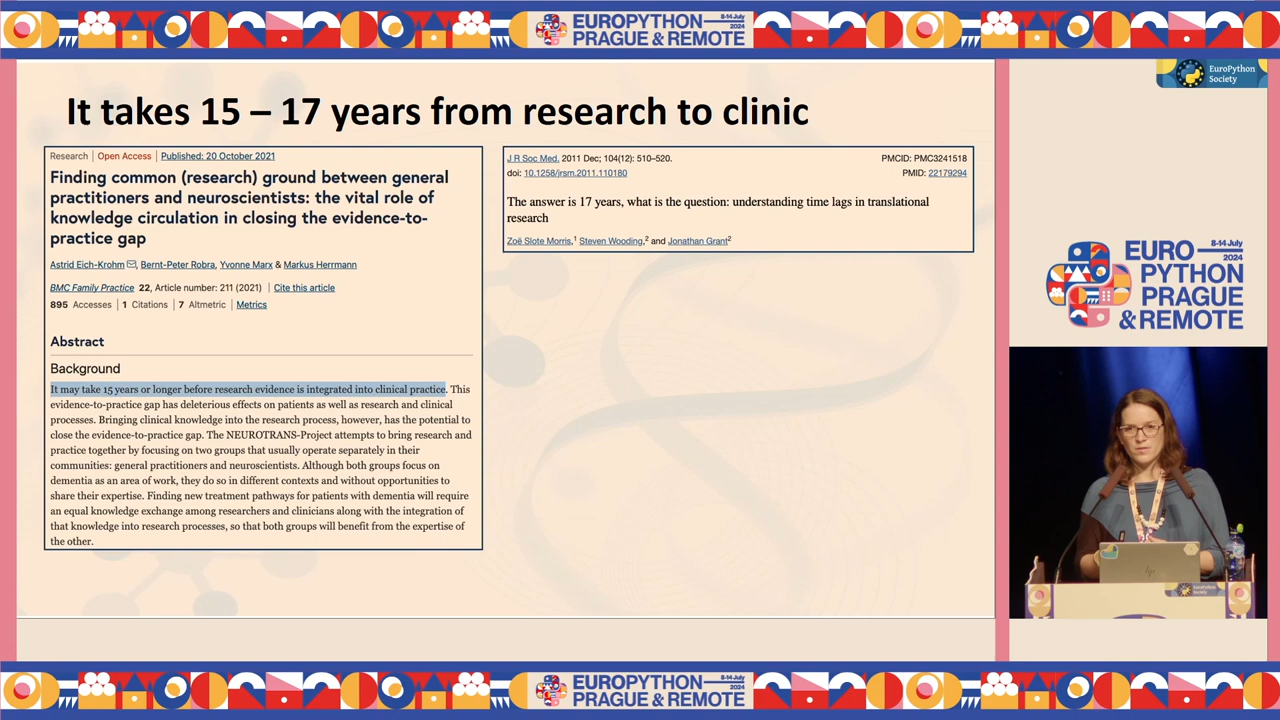 EUROPYTHON
8-14 July
2024
PRAGUE & REMOTE
EuroPython
Society
It takes 15 – 17 years from research to clinic
Research | Open Access | Published: 20 October 2021
Finding common (research) ground between general
practitioners and neuroscientists: the vital role of
knowledge circulation in closing the evidence-to-
practice gap
Astrid Eich-Krohm, Bernt-Peter Robra, Yvonne Marx & Markus Herrmann
BMC Family Practice 22, Article number: 211 (2021) | Cite this article
895 Accesses | 1 Citations | 7 Altmetric | Metrics
Abstract
Background
It may take 15 years or longer before research evidence is integrated into clinical practice. This
evidence-to-practice gap has deleterious effects on patients as well as research and clinical
processes. Bringing clinical knowledge into the research process, however, has the potential to
close the evidence-to-practice gap. The NEUROTRANS-Project attempts to bring research and
practice together by focusing on two groups that usually operate separately in their
communities: general practitioners and neuroscientists. Although both groups focus on
dementia as an area of work, they do so in different contexts and without opportunities to
share their expertise. Finding new treatment pathways for patients with dementia will require
an equal knowledge exchange among researchers and clinicians along with the integration of
that knowledge into research processes, so that both groups will benefit from the expertise of
the other.
J R Soc Med. 2011 Dec; 104(12): 510–520.
doi: 10.1258/jrsm.2011.110180
PMCID: PMC3241518
PMID: 22179294
The answer is 17 years, what is the question: understanding time lags in translational
research
Zoë Slote Morris,1 Steven Wooding,2 and Jonathan Grant2
EURO
8-14 July
2024
PYTHON
PRAGUE
& REMOTE
hp
EuroPython
Society
EUROPYTHON
8-14 July
2024
PRAGUE & REMOTE